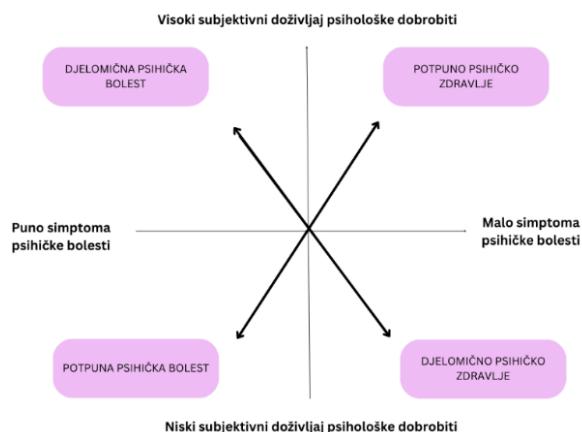 Visoki subjektivni doživljaj psihološke dobrobiti
DJELOMIČNA PSIHIČKA
BOLEST
POTPUNO PSIHIČKO
ZDRAVLJE
Puno simptoma
psihičke bolesti
Malo simptoma
psihičke bolesti
POTPUNA PSIHIČKA BOLEST
DJELOMIČNO PSIHIČKO
ZDRAVLJE
Niski subjektivni doživljaj psihološke dobrobiti